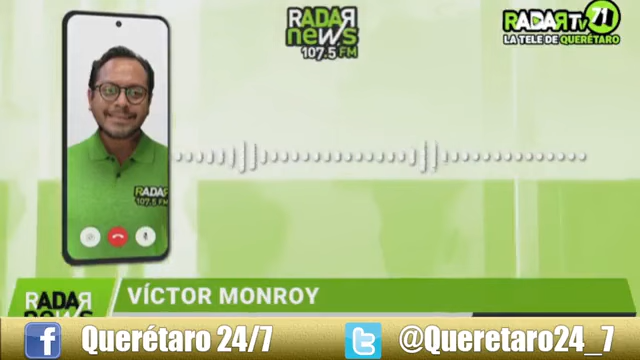 RADAR
news
107.5 FM
RADAR TV 71
LA TELE DE QUERÉTARO
RADAR
107.5 FM
RADAR
news
VÍCTOR MONROY
Querétaro 24/7
@Queretaro24_7